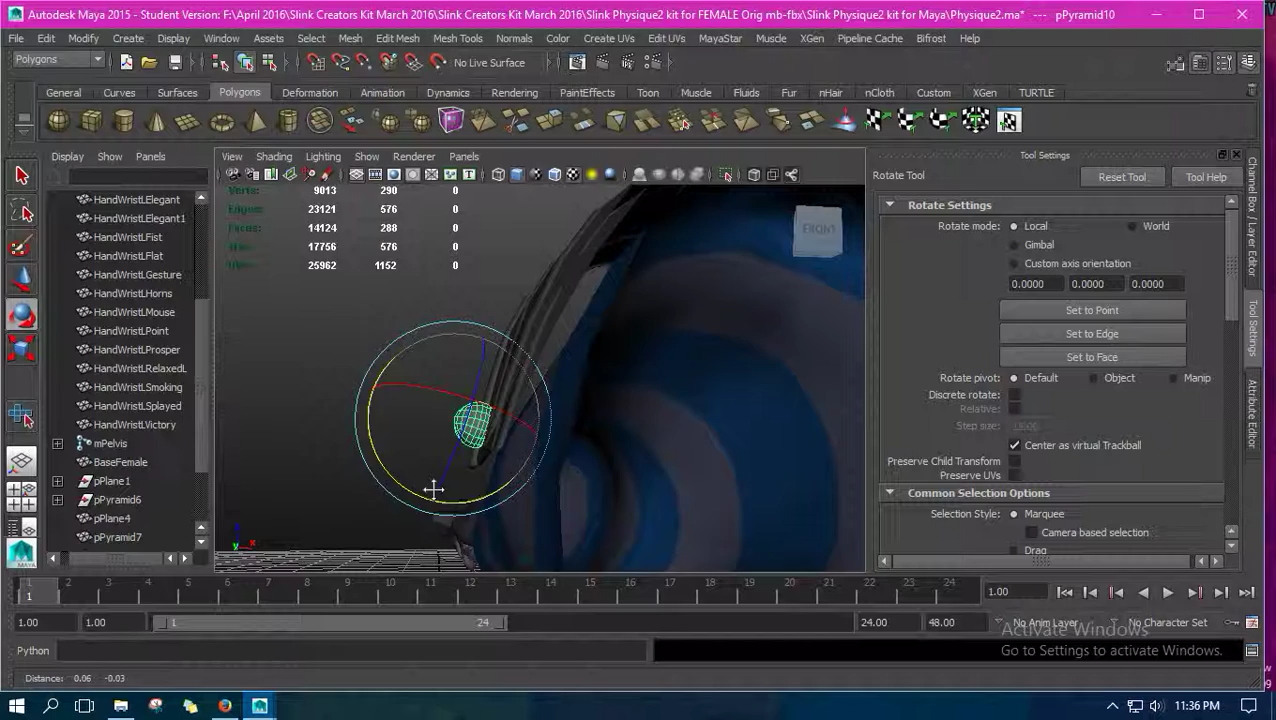 Autodesk Maya 2015 - Student Version: F:\April 2016\Slink Creators Kit March 2016\Slink Creators Kit March 2016\Slink Physique2 kit for FEMALE Orig mb-fbx\Slink Physique2 kit for Maya\Physique2.ma* --- pPyramid10
File Edit Modify Create Display Window Assets Select Mesh Edit Mesh Mesh Tools Normals Color Create UVs Edit UVs MayaStar Muscle XGen Pipeline Cache Bifrost Help
Polygons No Live Surface
General Curves Surfaces Polygons Deformation Animation Dynamics Rendering PaintEffects Toon Muscle Fluids Fur nHair nCloth Custom XGen TURTLE
Display Show Panels
View Shading Lighting Show Renderer Panels
Tool Settings
Rotate Tool Reset Tool Tool Help
HandWristLElegant
HandWristLElegant1
HandWristLFist
HandWristLFlat
HandWristLGesture
HandWristLHorns
HandWristLMouse
HandWristLPoint
HandWristLProsper
HandWristLRelaxedL
HandWristLSmoking
HandWristLSplayed
HandWristLVictory
mPelvis
BaseFemale
pPlane1
pPyramid6
pPlane4
pPyramid7
Verts: 9013 290 0
Edges: 23121 576 0
Faces: 14124 288 0
Tris: 17756 576 0
UVs: 25962 1152 0
FRONT
Rotate Settings
Rotate mode: Local World
Gimbal
Custom axis orientation
0.0000 0.0000 0.0000
Set to Point
Set to Edge
Set to Face
Rotate pivot: Default Object Manip
Discrete rotate:
Relative:
Step size:
Center as virtual Trackball
Preserve Child Transform
Preserve UVs
Common Selection Options
Selection Style: Marquee
Camera based selection
Drag
Channel Box / Layer Editor
Tool Settings
Attribute Editor
1 2 3 4 5 6 7 8 9 10 11 12 13 14 15 16 17 18 19 20 21 22 23 24
1
1.00
1.00 1.00 1 24 24.00 48.00 No Anim Layer No Character Set
Activate Windows
Go to Settings to activate Windows.
Python
Distance: 0.06 -0.03
MAYA
11:36 PM